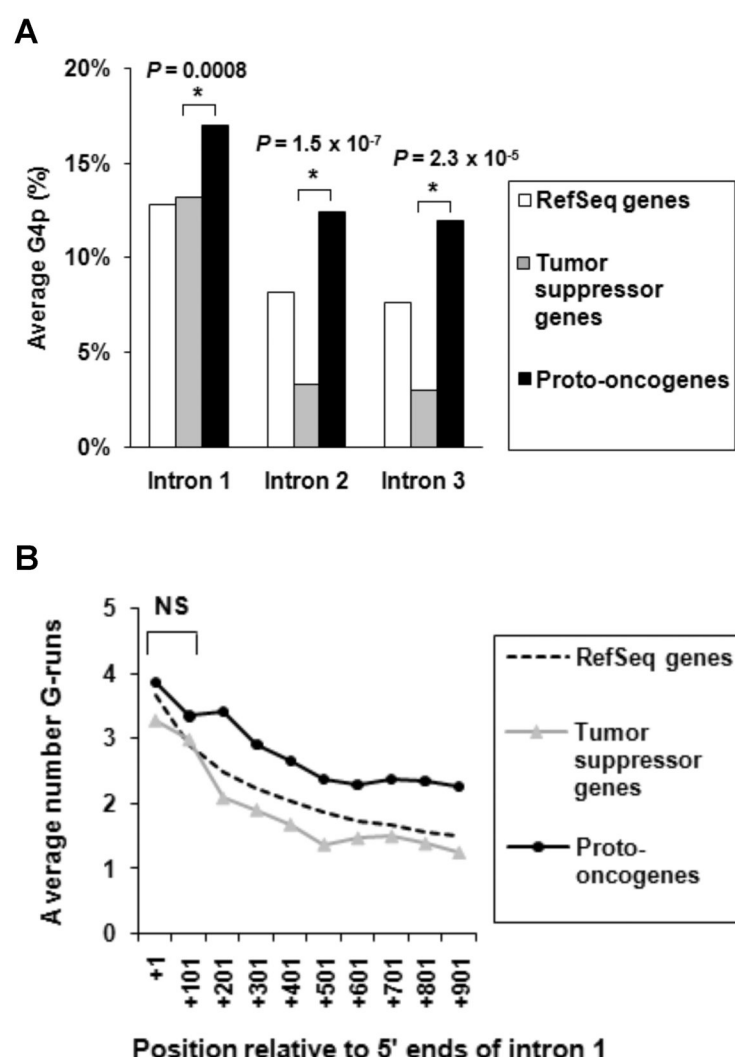 A
20%
15%
10%
5%
0%
Average G4p (%)
P = 0.0008
*
P = 1.5 x 10-7
*
P = 2.3 x 10-5
*
Intron 1
Intron 2
Intron 3
RefSeq genes
Tumor
suppressor
genes
Proto-oncogenes
B
5
4
3
2
1
0
Average number G-runs
NS
+1
+101
+201
+301
+401
+501
+601
+701
+801
+901
Position relative to 5' ends of intron 1
RefSeq genes
Tumor
suppressor
genes
Proto-
oncogenes